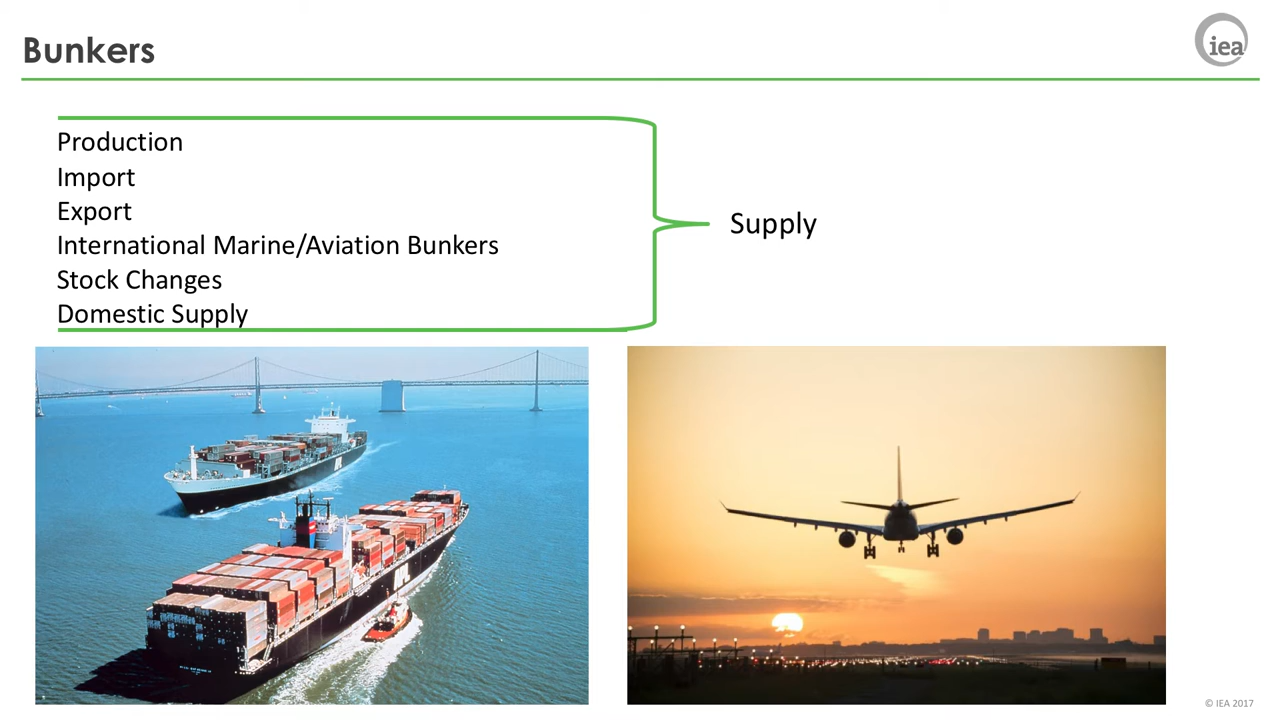 Bunkers
iea
Production
Import
Export
International Marine/Aviation Bunkers
Stock Changes
Domestic Supply
Supply
© IEA 2017